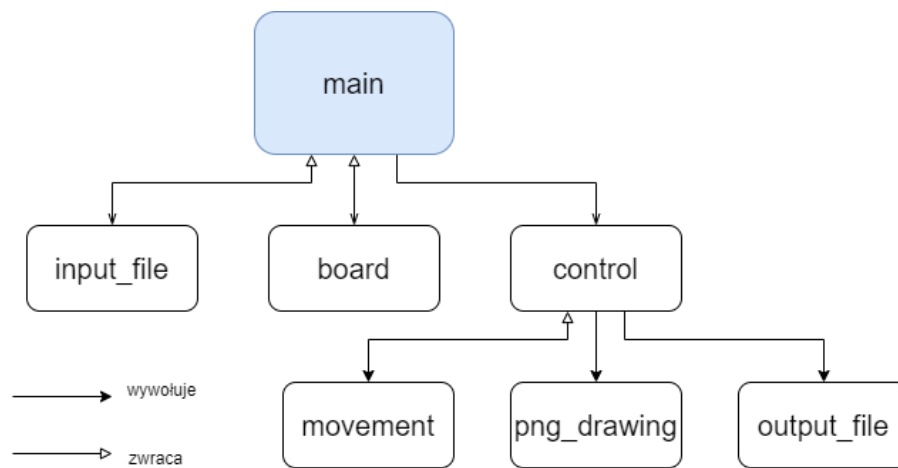 main
input_file
board
control
wywołuje
movement
png_drawing
output_file
zwraca